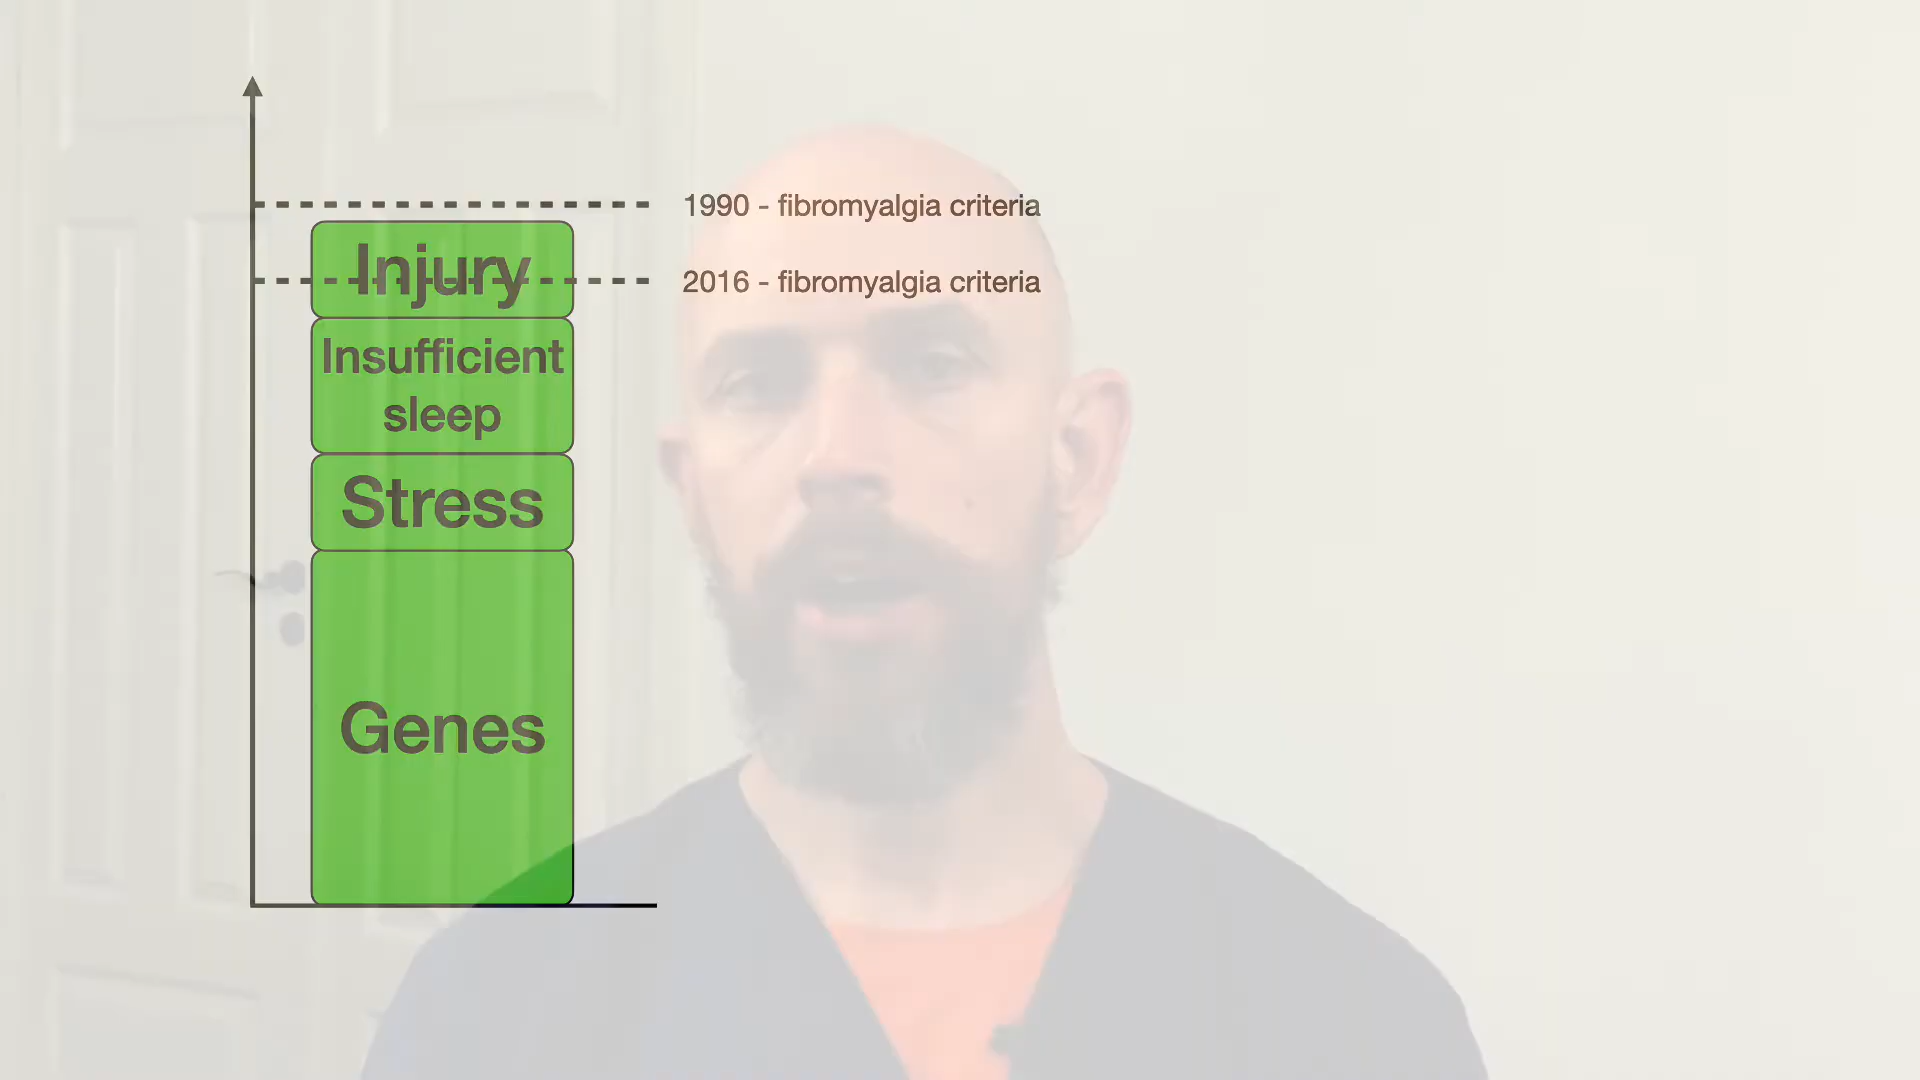 1990 - fibromyalgia criteria
Injury
2016 - fibromyalgia criteria
Insufficient
sleep
Stress
Genes